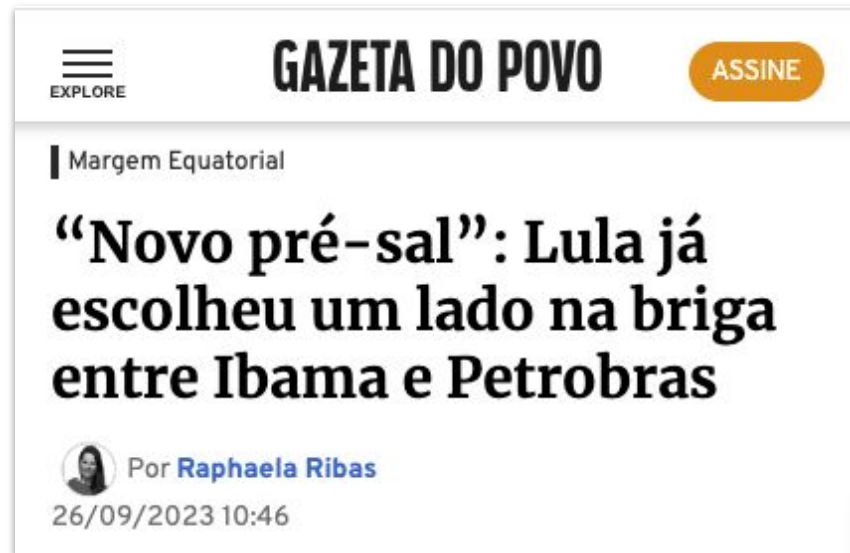 GAZETA DO POVO
EXPLORE
ASSINE
Margem Equatorial
“Novo pré-sal”: Lula já
escolheu um lado na briga
entre Ibama e Petrobras
Por Raphaela Ribas
26/09/2023 10:46